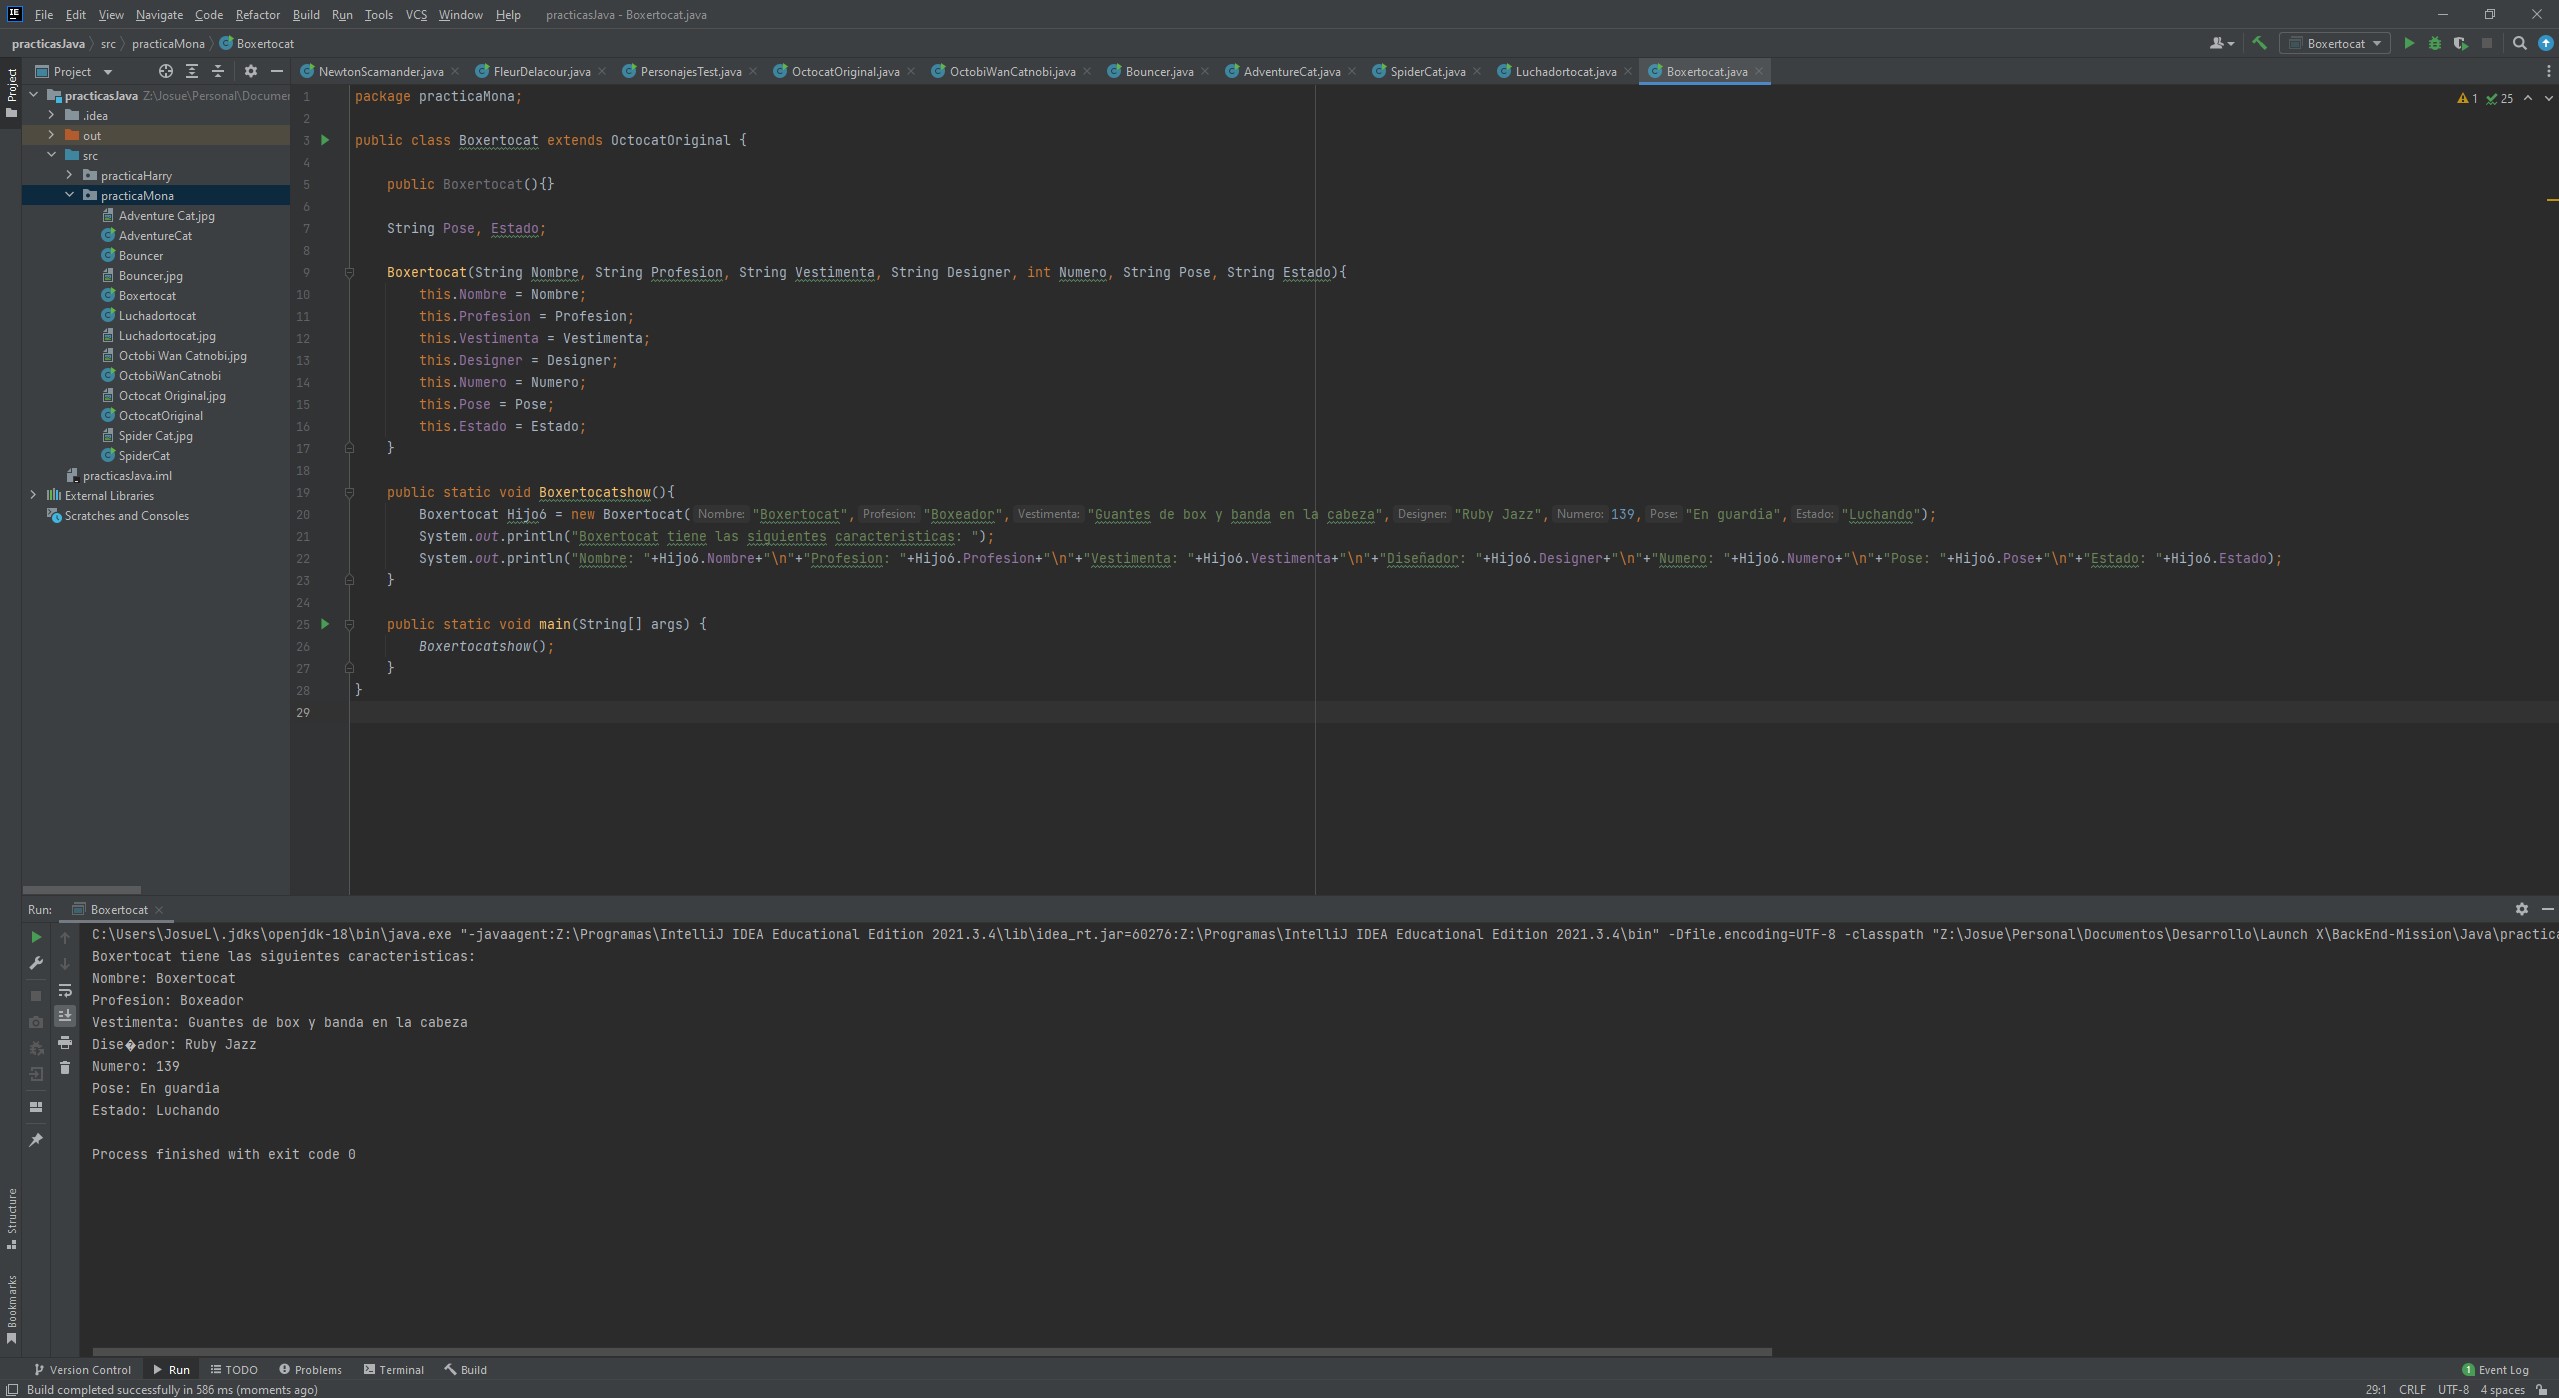 File Edit View Navigate Code Refactor Build Run Tools VCS Window Help practicasJava - Boxertocat.java
practicasJava src practicaMona Boxertocat
Boxertocat
Project
NewtonScamander.java FleurDelacour.java PersonajesTest.java OctocatOriginal.java OctobiWanCatnobi.java Bouncer.java AdventureCat.java SpiderCat.java Luchadortocat.java Boxertocat.java
Project
practicasJava Z:\Josue\Personal\Documer
.idea
out
src
practicaHarry
practicaMona
Adventure Cat.jpg
AdventureCat
Bouncer
Bouncer.jpg
Boxertocat
Luchadortocat
Luchadortocat.jpg
Octobi Wan Catnobi.jpg
OctobiWanCatnobi
Octocat Original.jpg
OctocatOriginal
Spider Cat.jpg
SpiderCat
practicasJava.iml
External Libraries
Scratches and Consoles
1 25
1 package practicaMona;
2
3 public class Boxertocat extends OctocatOriginal {
4
5 public Boxertocat(){}
6
7 String Pose, Estado;
8
9 Boxertocat(String Nombre, String Profesion, String Vestimenta, String Designer, int Numero, String Pose, String Estado){
10 this.Nombre = Nombre;
11 this.Profesion = Profesion;
12 this.Vestimenta = Vestimenta;
13 this.Designer = Designer;
14 this.Numero = Numero;
15 this.Pose = Pose;
16 this.Estado = Estado;
17 }
18
19 public static void Boxertocatshow(){
20 Boxertocat Hijo6 = new Boxertocat( Nombre: "Boxertocat", Profesion: "Boxeador", Vestimenta: "Guantes de box y banda en la cabeza", Designer: "Ruby Jazz", Numero: 139, Pose: "En guardia", Estado: "Luchando");
21 System.out.println("Boxertocat tiene las siguientes caracteristicas: ");
22 System.out.println("Nombre: "+Hijo6.Nombre+"\n"+"Profesion: "+Hijo6.Profesion+"\n"+"Vestimenta: "+Hijo6.Vestimenta+"\n"+"Diseñador: "+Hijo6.Designer+"\n"+"Numero: "+Hijo6.Numero+"\n"+"Pose: "+Hijo6.Pose+"\n"+"Estado: "+Hijo6.Estado);
23 }
24
25 public static void main(String[] args) {
26 Boxertocatshow();
27 }
28 }
29
Run: Boxertocat
C:\Users\JosueL\.jdks\openjdk-18\bin\java.exe "-javaagent:Z:\Programas\IntelliJ IDEA Educational Edition 2021.3.4\lib\idea_rt.jar=60276:Z:\Programas\IntelliJ IDEA Educational Edition 2021.3.4\bin" -Dfile.encoding=UTF-8 -classpath "Z:\Josue\Personal\Documentos\Desarrollo\Launch X\BackEnd-Mission\Java\practica
Boxertocat tiene las siguientes caracteristicas:
Nombre: Boxertocat
Profesion: Boxeador
Vestimenta: Guantes de box y banda en la cabeza
Dise�ador: Ruby Jazz
Numero: 139
Pose: En guardia
Estado: Luchando
Process finished with exit code 0
Structure
Bookmarks
Version Control Run TODO Problems Terminal Build 1 Event Log
Build completed successfully in 586 ms (moments ago) 29:1 CRLF UTF-8 4 spaces